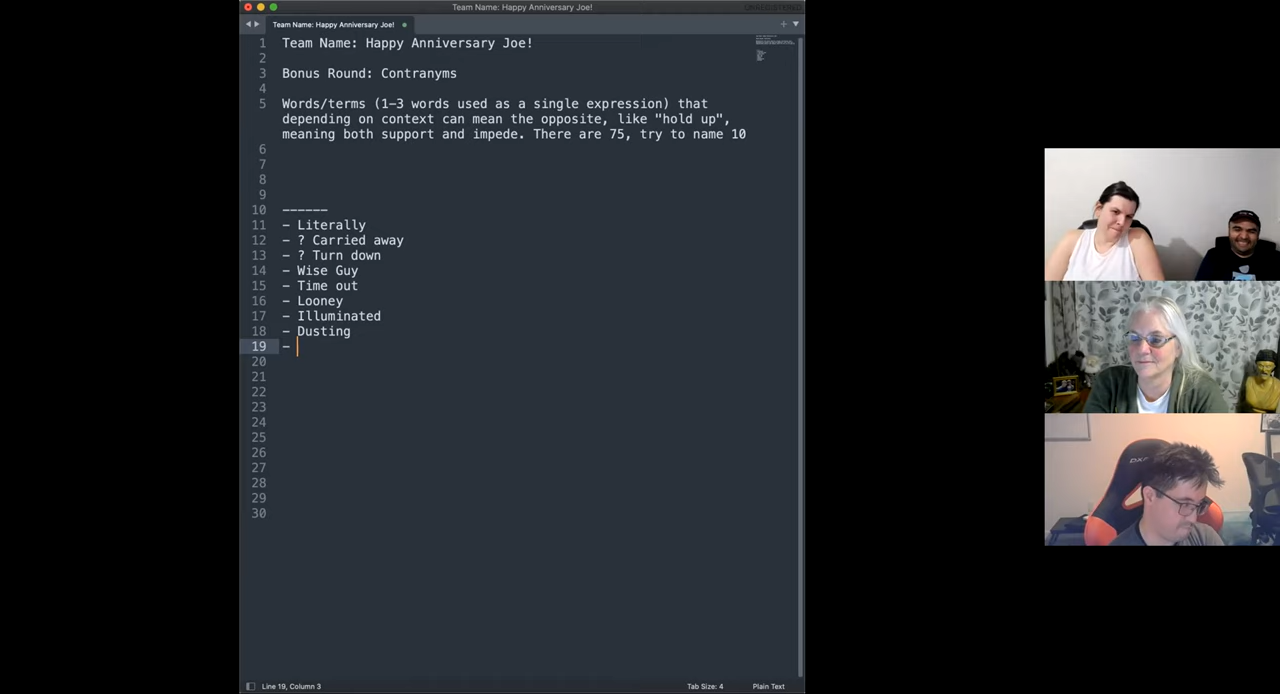 Team Name: Happy Anniversary Joe!
Team Name: Happy Anniversary Joe!
1 Team Name: Happy Anniversary Joe!
2
3 Bonus Round: Contranyms
4
5 Words/terms (1-3 words used as a single expression) that
depending on context can mean the opposite, like "hold up",
meaning both support and impede. There are 75, try to name 10
6
7
8
9
10 ------
11 - Literally
12 - ? Carried away
13 - ? Turn down
14 - Wise Guy
15 - Time out
16 - Looney
17 - Illuminated
18 - Dusting
19 -
20
21
22
23
24
25
26
27
28
29
30
Line 19, Column 3
Tab Size: 4
Plain Text